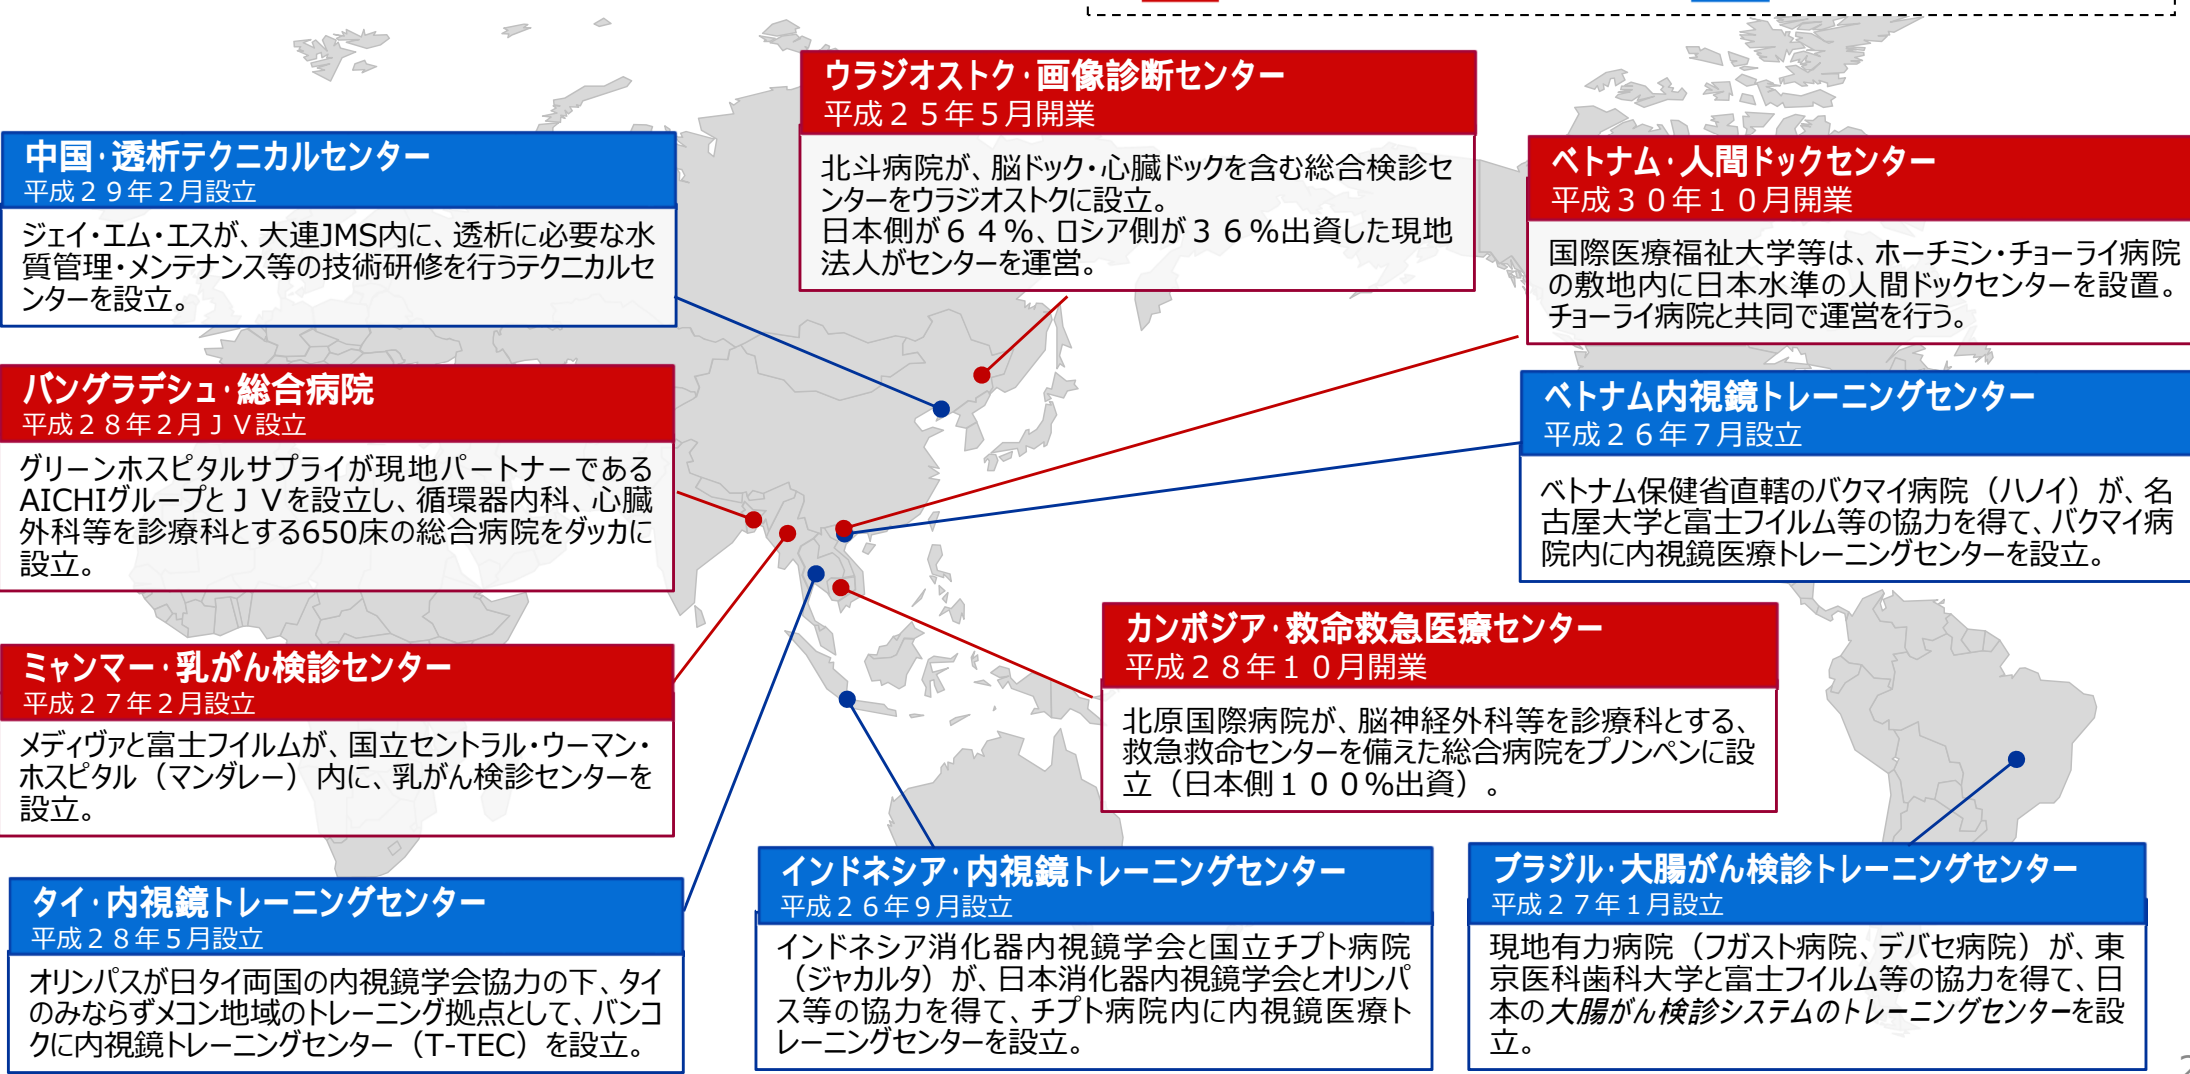 ウラジオストク・画像診断センター
平成２５年５月開業
北斗病院が、脳ドック・心臓ドックを含む総合検診セ
ンターをウラジオストクに設立。
日本側が６４％、ロシア側が３６％出資した現地
法人がセンターを運営。
中国・透析テクニカルセンター
平成２９年２月設立
ジェイ・エム・エスが、大連JMS内に、透析に必要な水
質管理・メンテナンス等の技術研修を行うテクニカルセ
ンターを設立。
ベトナム・人間ドックセンター
平成３０年１０月開業
国際医療福祉大学等は、ホーチミン・チョーライ病院
の敷地内に日本水準の人間ドックセンターを設置。
チョーライ病院と共同で運営を行う。
バングラデシュ・総合病院
平成２８年２月ＪＶ設立
グリーンホスピタルサプライが現地パートナーである
AICHIグループとＪＶを設立し、循環器内科、心臓
外科等を診療科とする650床の総合病院をダッカに
設立。
ベトナム内視鏡トレーニングセンター
平成２６年７月設立
ベトナム保健省直轄のバクマイ病院（ハノイ）が、名
古屋大学と富士フイルム等の協力を得て、バクマイ病
院内に内視鏡医療トレーニングセンターを設立。
ミャンマー・乳がん検診センター
平成２７年２月設立
メディヴァと富士フイルムが、国立セントラル・ウーマン・
ホスピタル（マンダレー）内に、乳がん検診センターを
設立。
カンボジア・救命救急医療センター
平成２８年１０月開業
北原国際病院が、脳神経外科等を診療科とする、
救急救命センターを備えた総合病院をプノンペンに設
立（日本側１００％出資）。
タイ・内視鏡トレーニングセンター
平成２８年５月設立
オリンパスが日タイ両国の内視鏡学会協力の下、タイ
のみならずメコン地域のトレーニング拠点として、バンコ
クに内視鏡トレーニングセンター（T-TEC）を設立。
インドネシア・内視鏡トレーニングセンター
平成２６年９月設立
インドネシア消化器内視鏡学会と国立チプト病院
（ジャカルタ）が、日本消化器内視鏡学会とオリンパ
ス等の協力を得て、チプト病院内に内視鏡医療ト
レーニングセンターを設立。
ブラジル・大腸がん検診トレーニングセンター
平成２７年１月設立
現地有力病院（フガスト病院、デバセ病院）が、東
京医科歯科大学と富士フイルム等の協力を得て、日
本の大腸がん検診システムのトレーニングセンターを設
立。